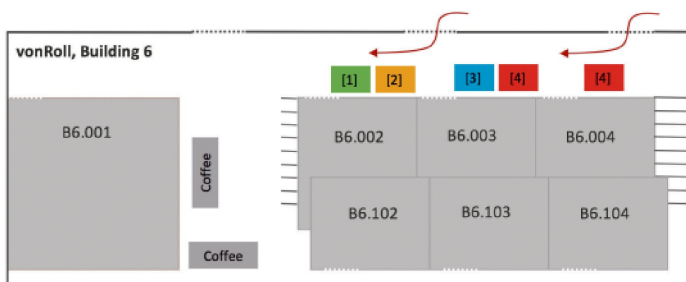 vonRoll, Building 6
[1] [2] [3] [4] [4]
B6.001
B6.002 B6.003 B6.004
Coffee
B6.102 B6.103 B6.104
Coffee